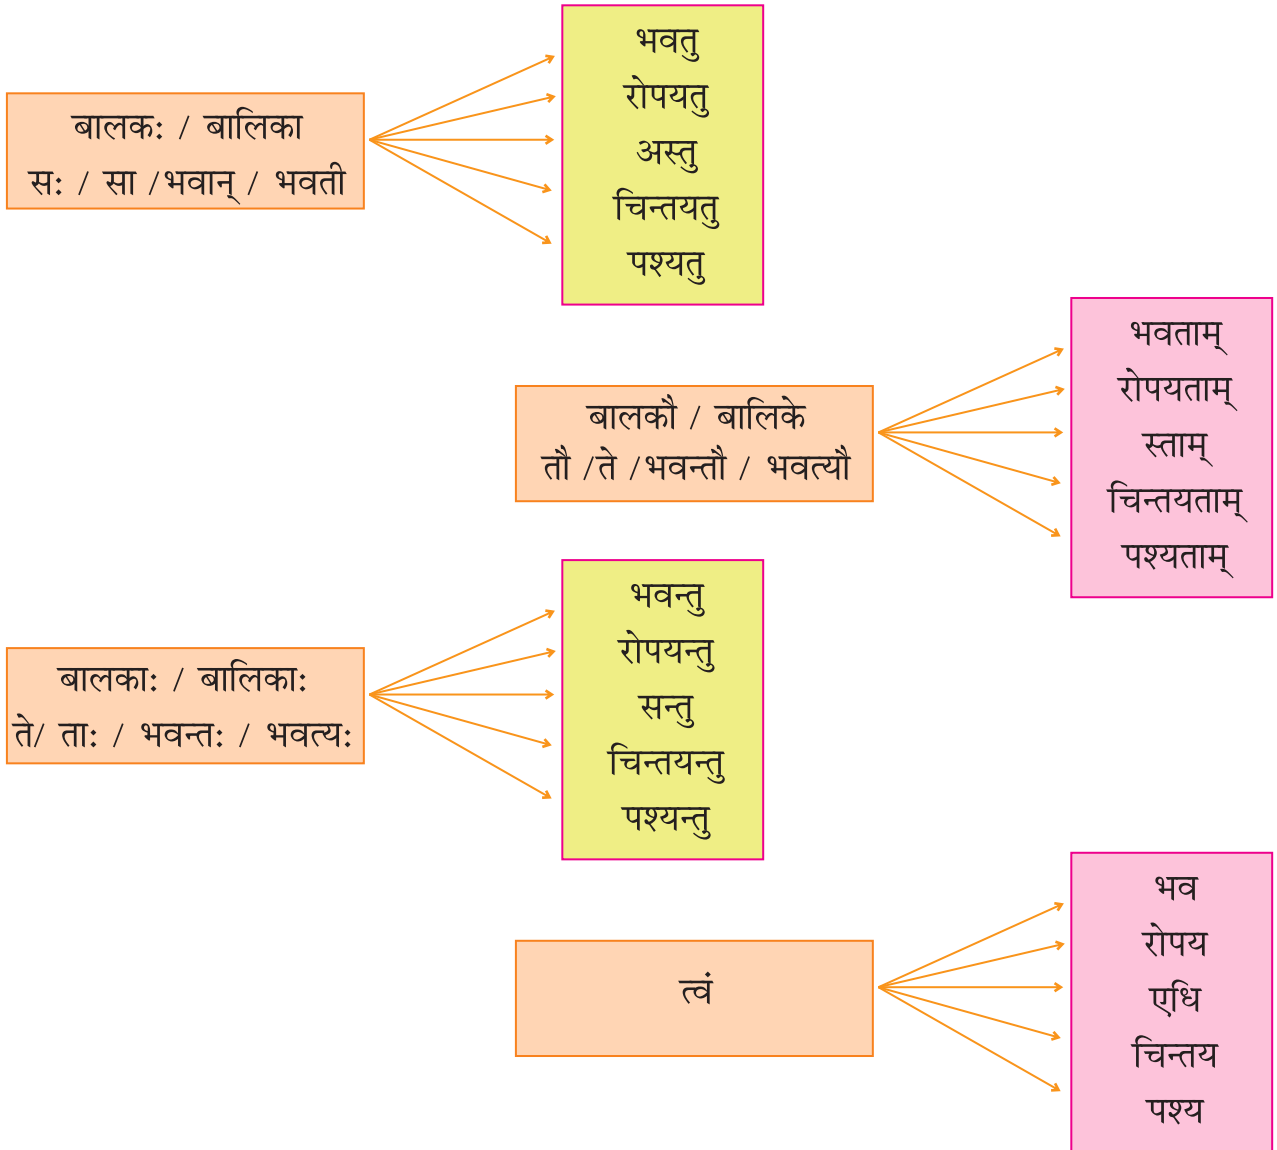 बालकः / बालिका
सः / सा /भवान् / भवती
भवतु
रोपयतु
अस्तु
चिन्तयतु
पश्यतु
बालकौ / बालिके
तौ /ते /भवन्तौ / भवत्यौ
भवताम्
रोपयताम्
स्ताम्
चिन्तयताम्
पश्यताम्
बालकाः / बालिकाः
ते/ ताः / भवन्तः / भवत्यः
भवन्तु
रोपयन्तु
सन्तु
चिन्तयन्तु
पश्यन्तु
त्वं
भव
रोपय
एधि
चिन्तय
पश्य